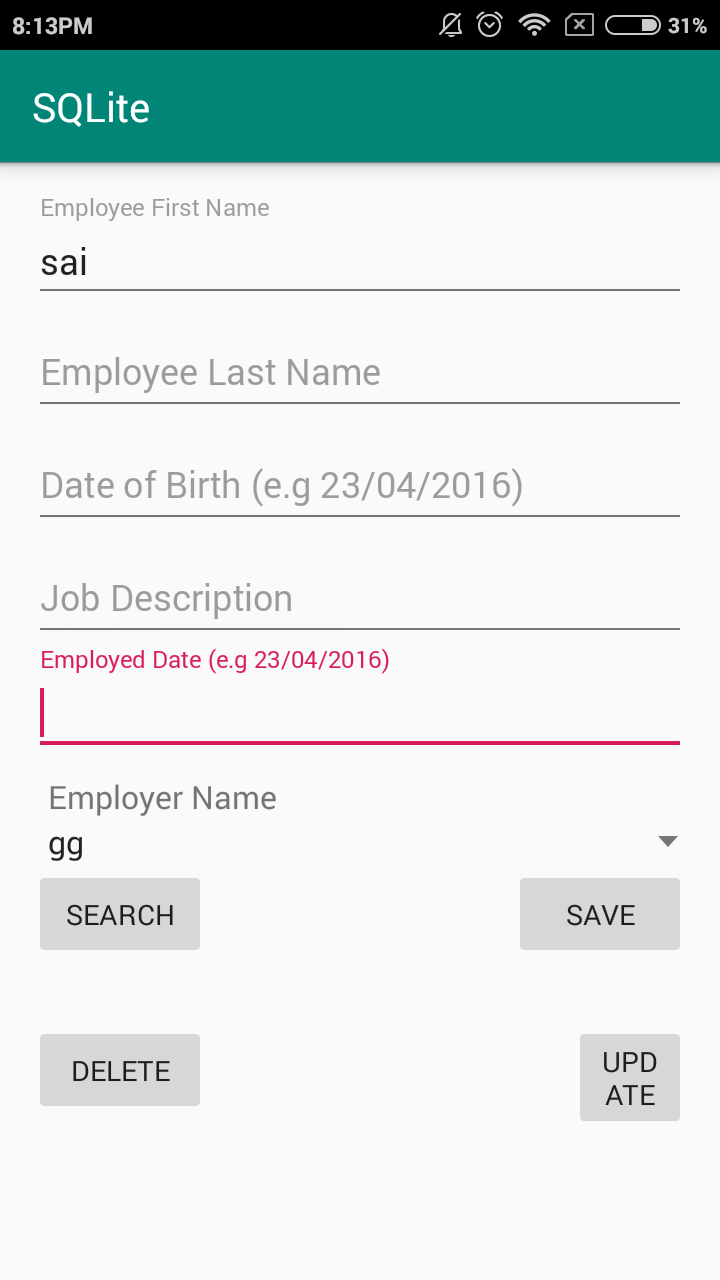 8:13PM 31%
SQLite
Employee First Name
sai
Employee Last Name
Date of Birth (e.g 23/04/2016)
Job Description
Employed Date (e.g 23/04/2016)
Employer Name
gg
SEARCH SAVE
DELETE UPD
ATE